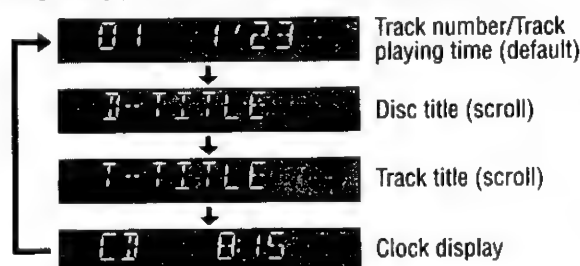 01 1'23
Track number/Track
playing time (default)
D-TITLE
Disc title (scroll)
T-TITLE
Track title (scroll)
CD 8:15
Clock display